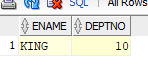 SQL | All Rows
ENAME DEPTNO
1 KING 10